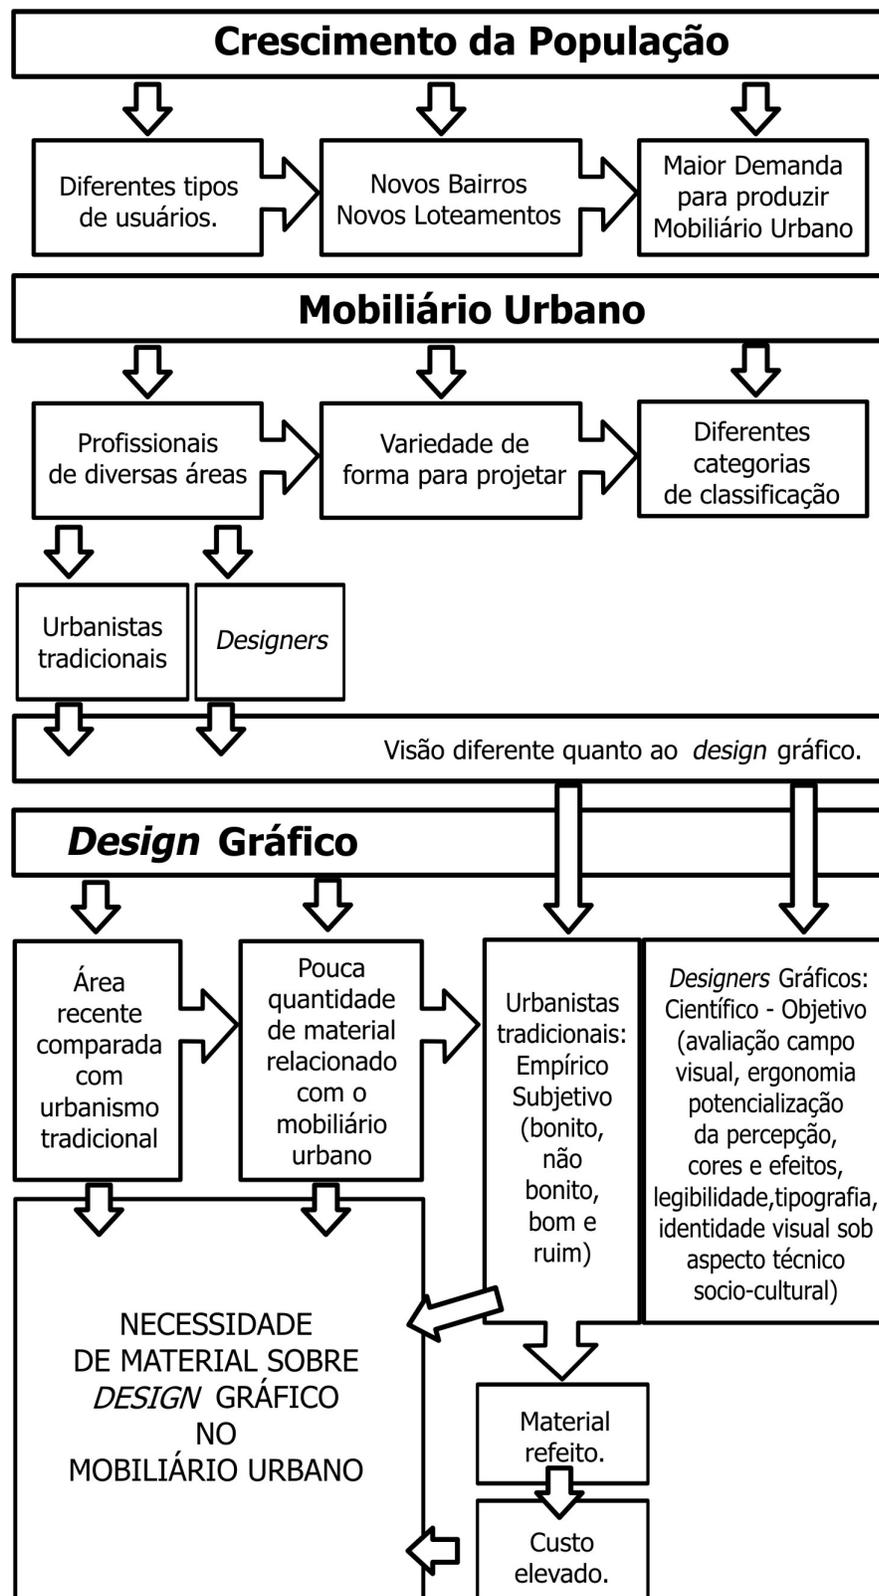 Crescimento da População
Diferentes tipos
de usuários.
Novos Bairros
Novos Loteamentos
Maior Demanda
para produzir
Mobiliário Urbano
Mobiliário Urbano
Profissionais
de diversas áreas
Variedade de
forma para projetar
Diferentes
categorias
de classificação
Urbanistas
tradicionais
Designers
Visão diferente quanto ao design gráfico.
Design Gráfico
Área
recente
comparada
com
urbanismo
tradicional
Pouca
quantidade
de material
relacionado
com o
mobiliário
urbano
Urbanistas
tradicionais:
Empírico
Subjetivo
(bonito,
não
bonito,
bom e
ruim)
Designers Gráficos:
Científico - Objetivo
(avaliação campo
visual, ergonomia
potencialização
da percepção,
cores e efeitos,
legibilidade,tipografia,
identidade visual sob
aspecto técnico
socio-cultural)
NECESSIDADE
DE MATERIAL SOBRE
DESIGN GRÁFICO
NO
MOBILIÁRIO URBANO
Material
refeito.
Custo
elevado.